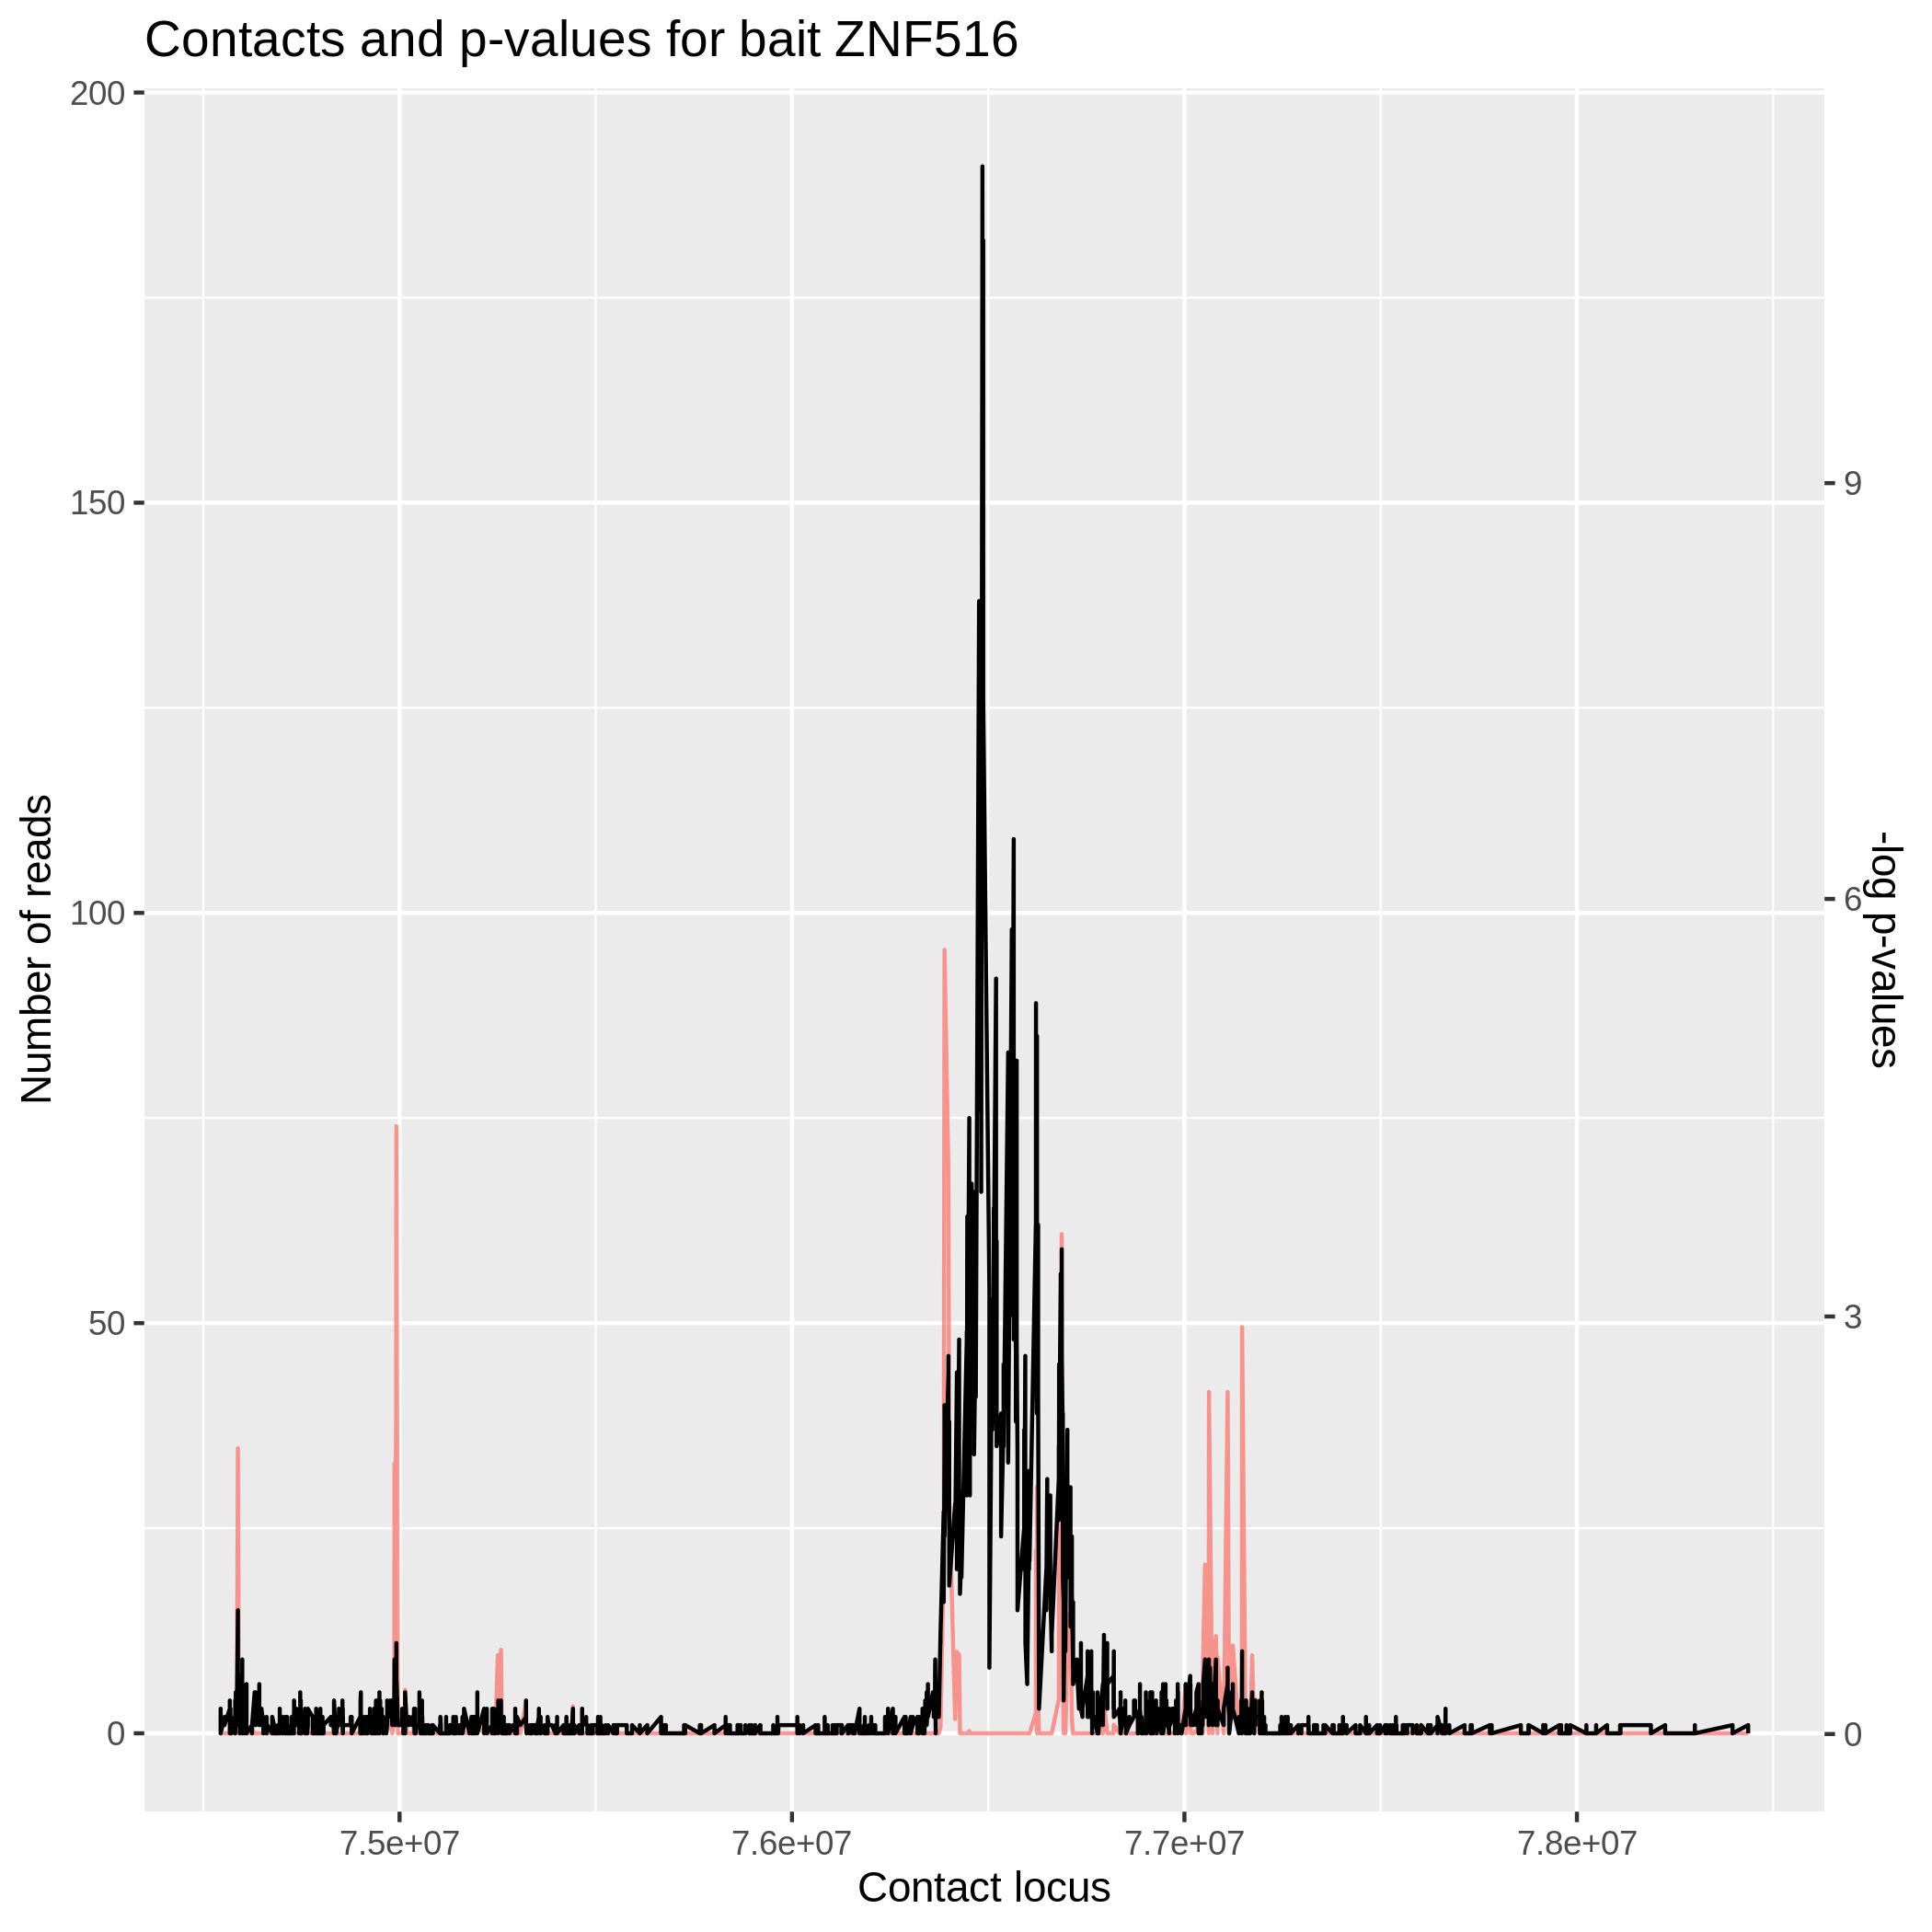 Contacts and p-values for bait ZNF516
200
150
100
50
0
Number of reads
9
6
3
0
-log p-values
7.5e+07
7.6e+07
7.7e+07
7.8e+07
Contact locus